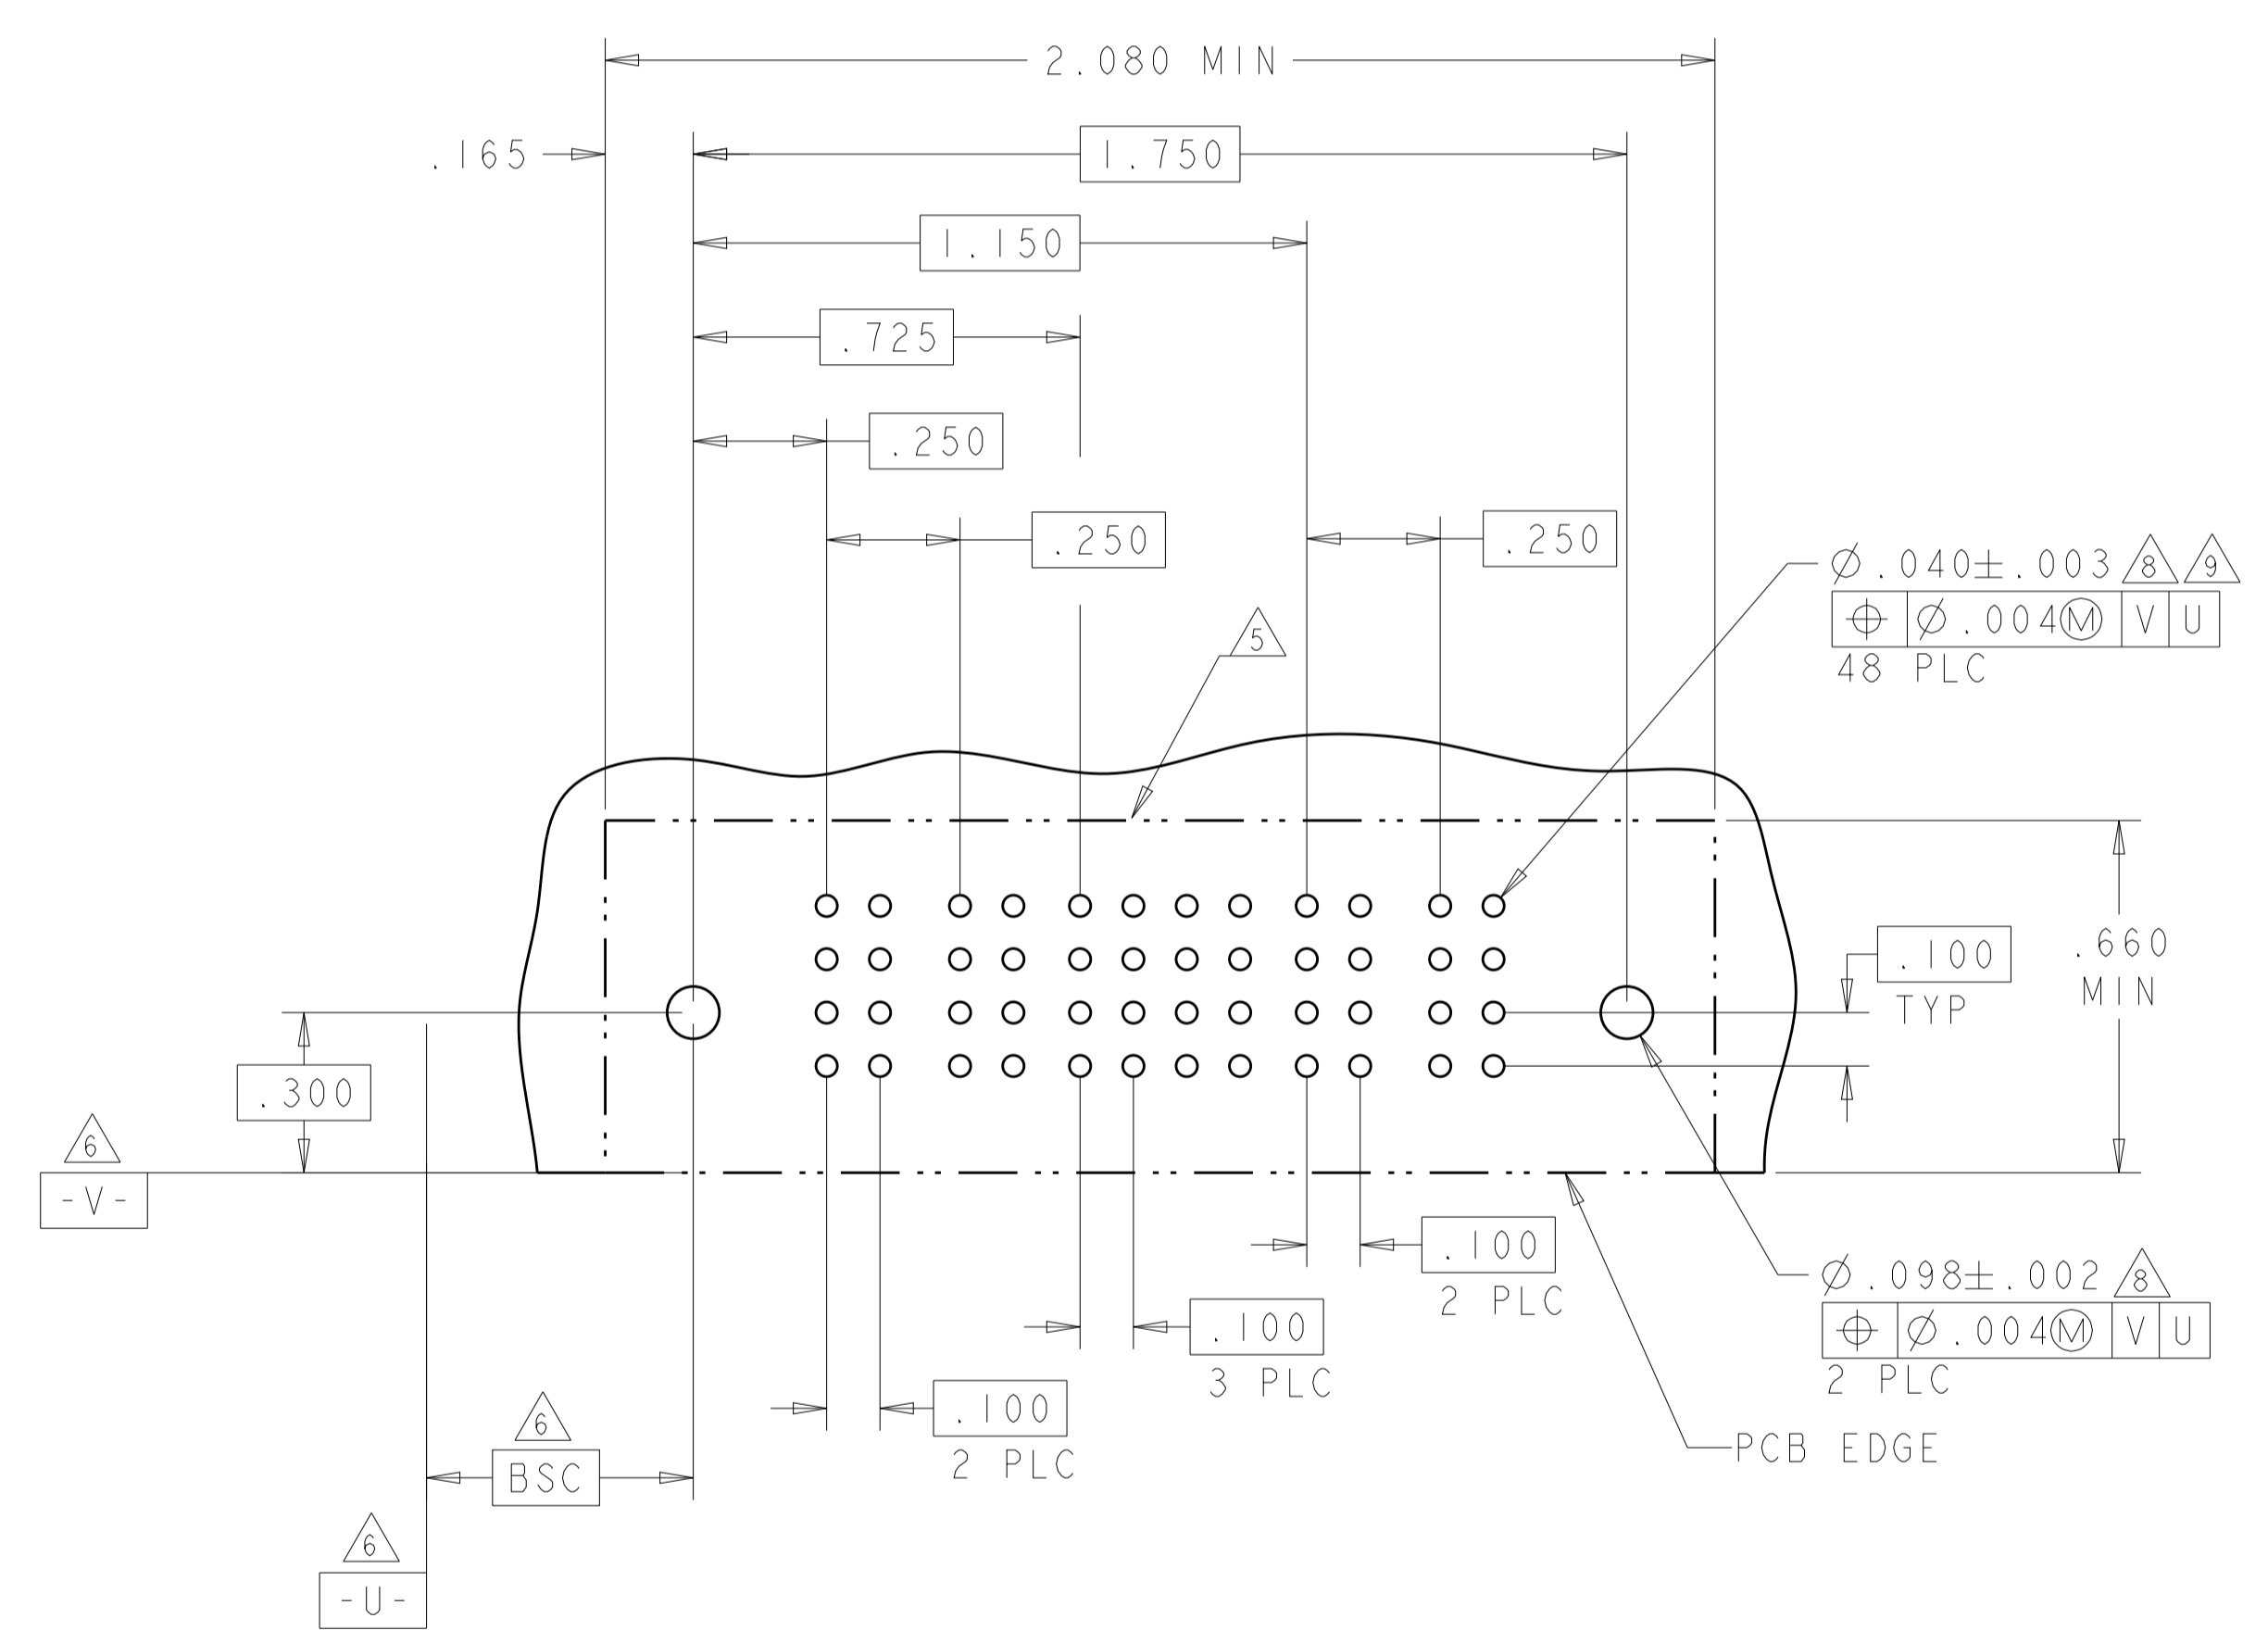 2.080 MIN
.165
1.750
1.150
.725
.250
.250
.250
⌀.040±.003 8 9
⌖ ⌀.004Ⓜ V U
48 PLC
5
.100
TYP
.660
MIN
.300
6
-V-
.100
2 PLC
⌀.098±.002 8
⌖ ⌀.004Ⓜ V U
2 PLC
.100
3 PLC
.100
2 PLC
PCB EDGE
6
BSC
6
-U-